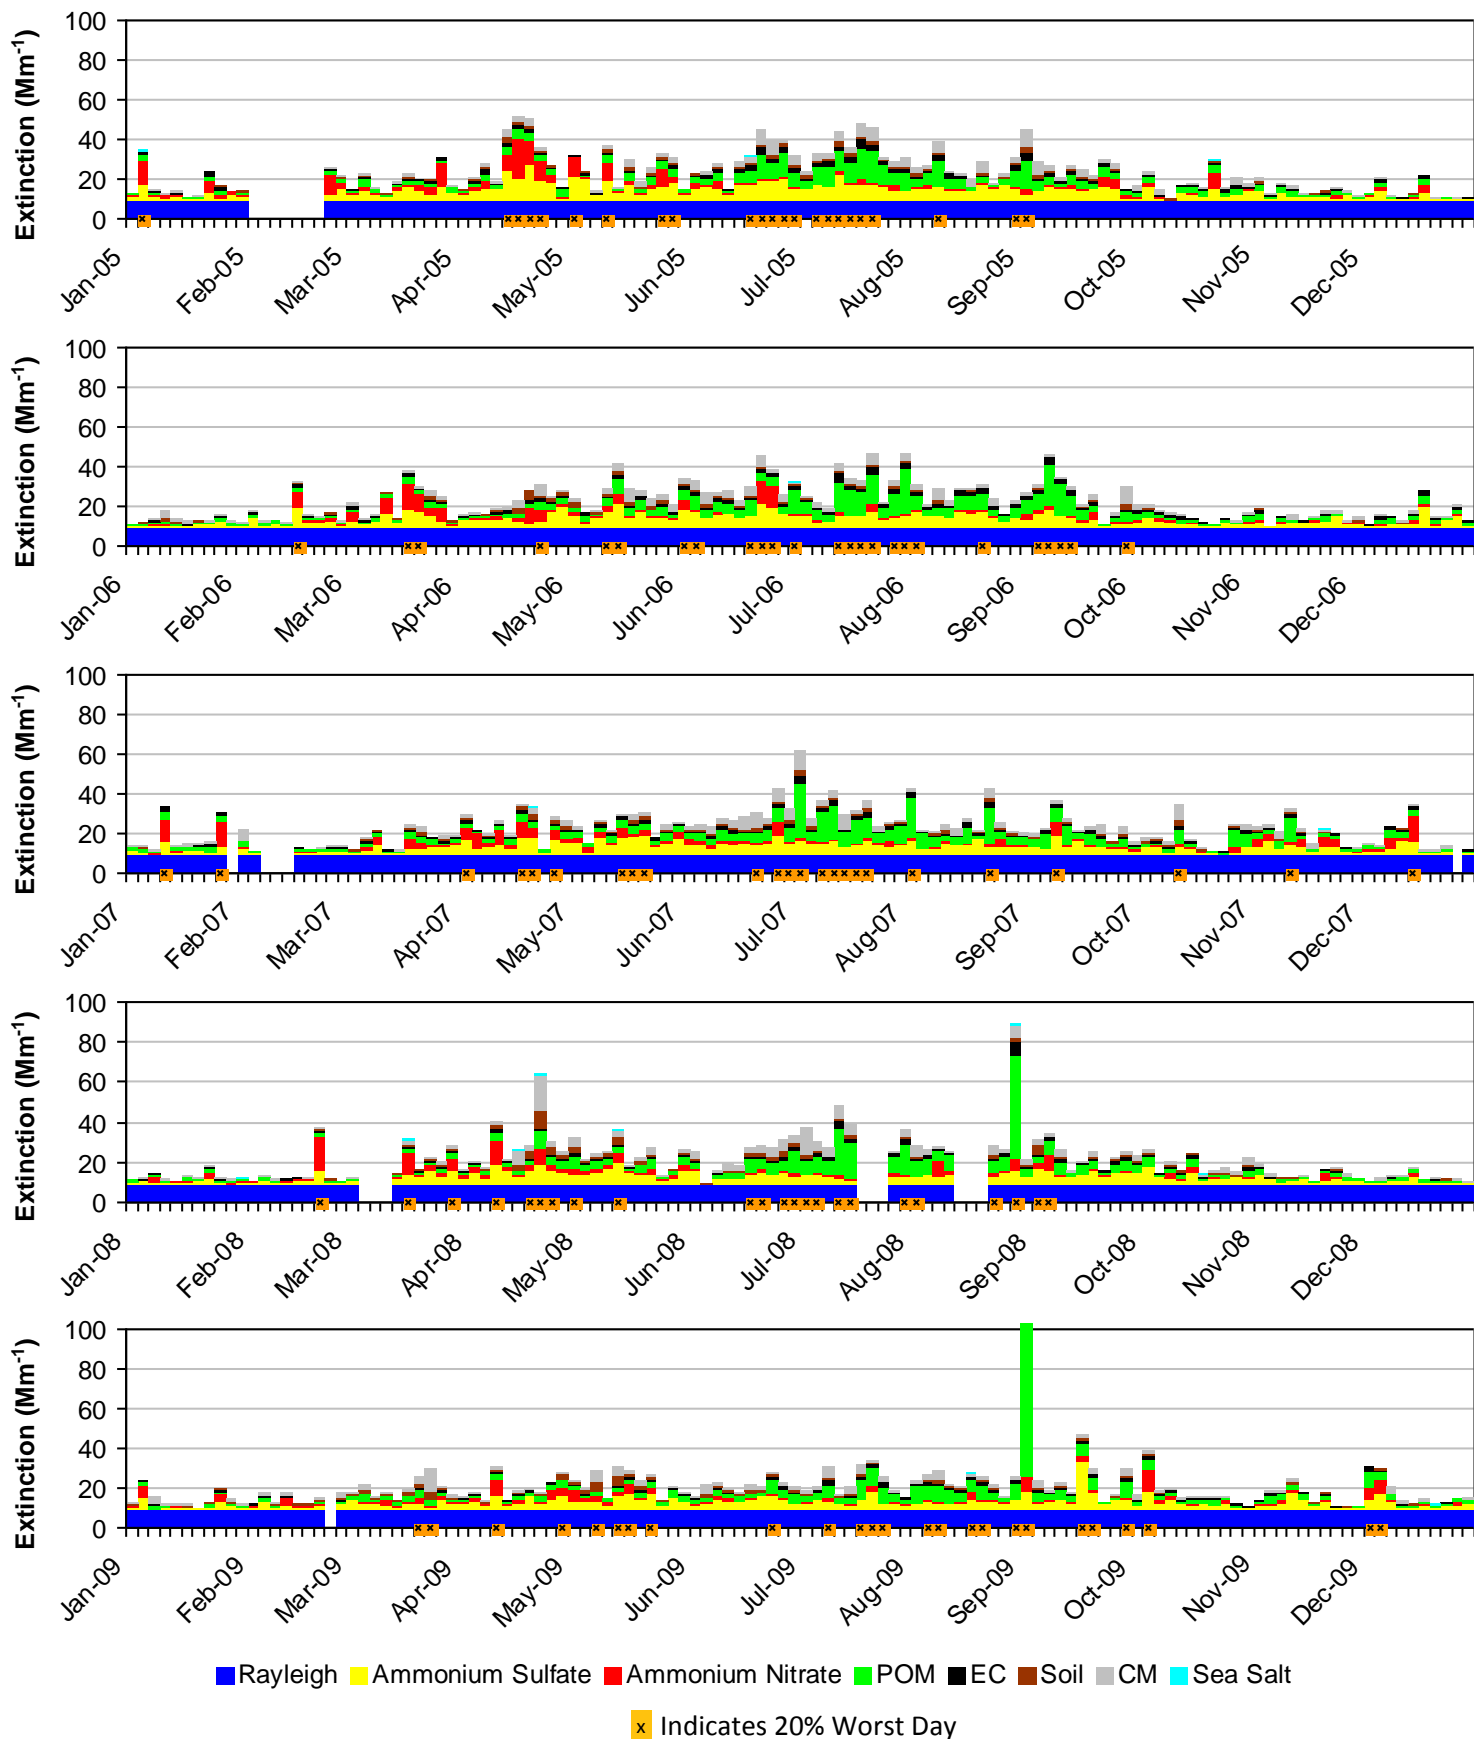 Extinction (Mm⁻¹)
100
80
60
40
20
0
Jan-05 Feb-05 Mar-05 Apr-05 May-05 Jun-05 Jul-05 Aug-05 Sep-05 Oct-05 Nov-05 Dec-05
Extinction (Mm⁻¹)
100
80
60
40
20
0
Jan-06 Feb-06 Mar-06 Apr-06 May-06 Jun-06 Jul-06 Aug-06 Sep-06 Oct-06 Nov-06 Dec-06
Extinction (Mm⁻¹)
100
80
60
40
20
0
Jan-07 Feb-07 Mar-07 Apr-07 May-07 Jun-07 Jul-07 Aug-07 Sep-07 Oct-07 Nov-07 Dec-07
Extinction (Mm⁻¹)
100
80
60
40
20
0
Jan-08 Feb-08 Mar-08 Apr-08 May-08 Jun-08 Jul-08 Aug-08 Sep-08 Oct-08 Nov-08 Dec-08
Extinction (Mm⁻¹)
100
80
60
40
20
0
Jan-09 Feb-09 Mar-09 Apr-09 May-09 Jun-09 Jul-09 Aug-09 Sep-09 Oct-09 Nov-09 Dec-09
Rayleigh Ammonium Sulfate Ammonium Nitrate POM EC Soil CM Sea Salt
x Indicates 20% Worst Day